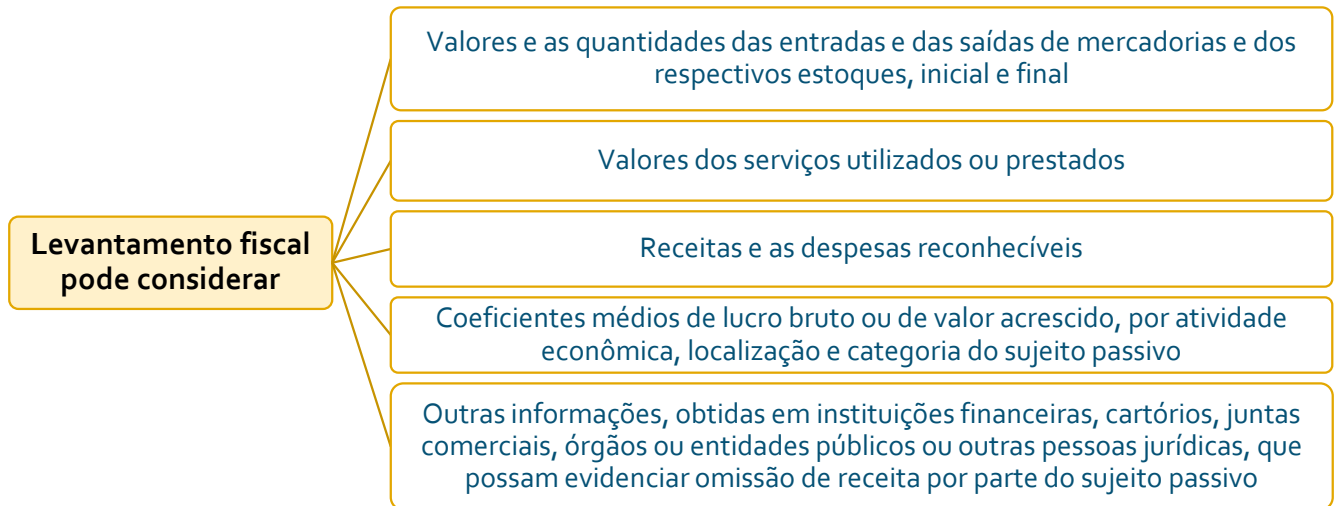 Valores e as quantidades das entradas e das saídas de mercadorias e dos
respectivos estoques, inicial e final
Valores dos serviços utilizados ou prestados
Levantamento fiscal
pode considerar
Receitas e as despesas reconhecíveis
Coeficientes médios de lucro bruto ou de valor acrescido, por atividade
econômica, localização e categoria do sujeito passivo
Outras informações, obtidas em instituições financeiras, cartórios, juntas
comerciais, órgãos ou entidades públicos ou outras pessoas jurídicas, que
possam evidenciar omissão de receita por parte do sujeito passivo